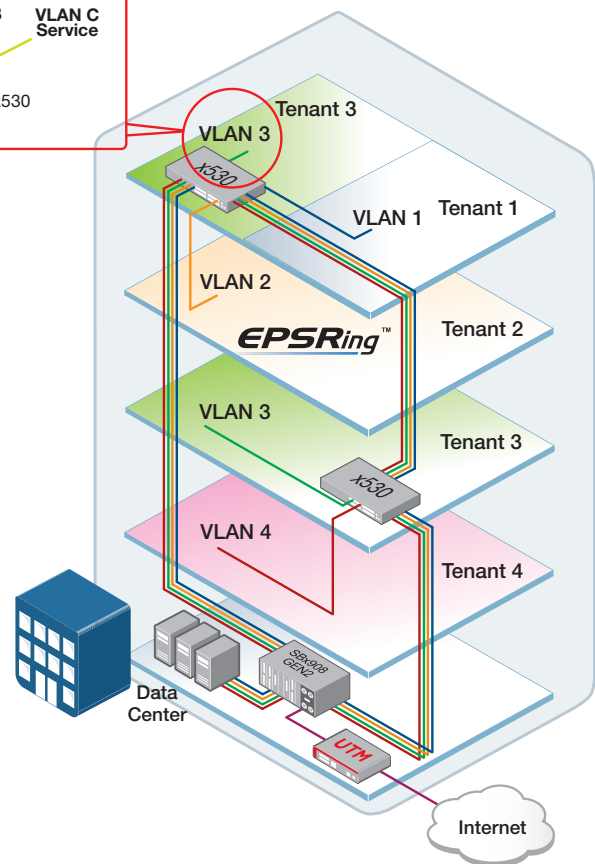 VLAN C
Service
530
Tenant 3
VLAN 3
x530
Tenant 1
VLAN 1
VLAN 2
EPSRing™
Tenant 2
VLAN 3
Tenant 3
x530
VLAN 4
Tenant 4
SBx908
GEN2
Data
Center
UTM
Internet